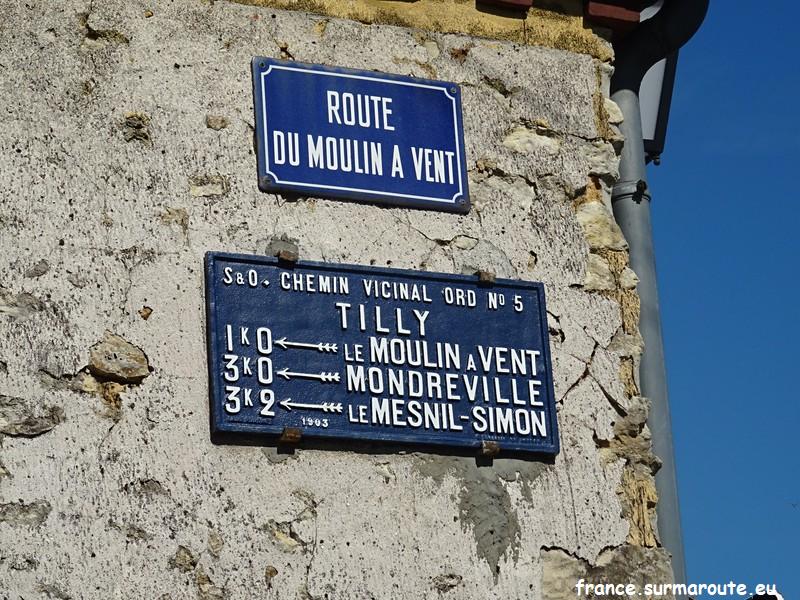 ROUTE
DU MOULIN A VENT
S&O. CHEMIN VICINAL ORD NO 5
TILLY
1K0 LE MOULIN A VENT
3K0 MONDREVILLE
3K2 LE MESNIL-SIMON
1903
france.surmaroute.eu